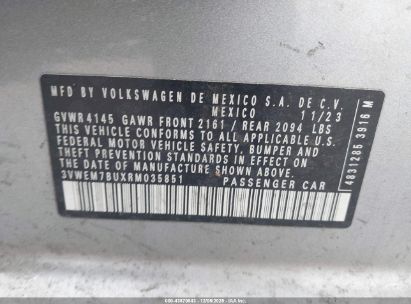 MFD BY VOLKSWAGEN DE MEXICO S.A. DE C.V.
MEXICO 11/23
GVWR 4145 GAWR FRONT 2161 / REAR 2094 LBS
THIS VEHICLE CONFORMS TO ALL APPLICABLE U.S.
FEDERAL MOTOR VEHICLE SAFETY, BUMPER AND
THEFT PREVENTION STANDARDS IN EFFECT ON THE
DATE OF MANUFACTURE SHOWN ABOVE.
3VWEM7BUXRM035851 PASSENGER CAR
4831285 3916 M